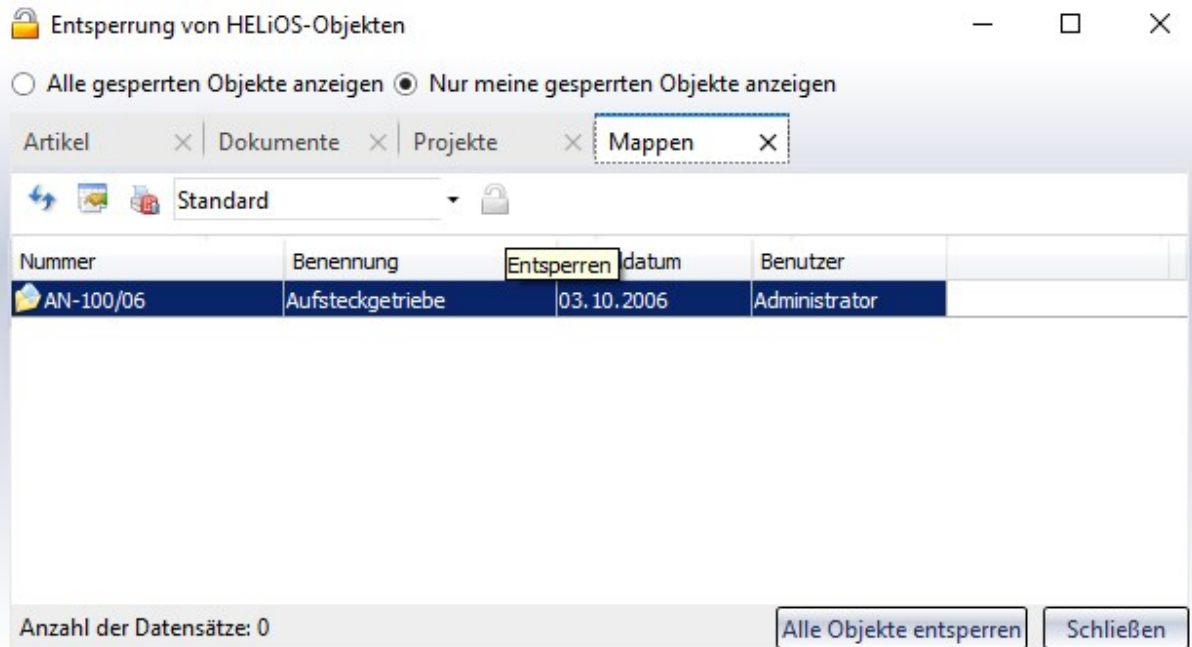 Entsperrung von HELiOS-Objekten
Alle gesperrten Objekte anzeigen Nur meine gesperrten Objekte anzeigen
Artikel Dokumente Projekte Mappen
Standard
Nummer Benennung Entsperren datum Benutzer
AN-100/06 Aufsteckgetriebe 03.10.2006 Administrator
Anzahl der Datensätze: 0 Alle Objekte entsperren Schließen